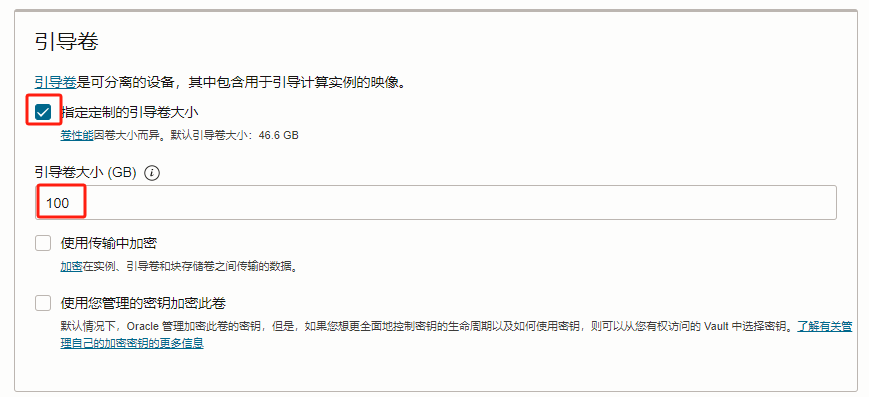 引导卷
引导卷是可分离的设备，其中包含用于引导计算实例的映像。
指定定制的引导卷大小
卷性能因卷大小而异。默认引导卷大小：46.6 GB
引导卷大小 (GB) i
100
使用传输中加密
加密在实例、引导卷和块存储卷之间传输的数据。
使用您管理的密钥加密此卷
默认情况下，Oracle 管理加密此卷的密钥，但是，如果您想更全面地控制密钥的生命周期以及如何使用密钥，则可以从您有权访问的 Vault 中选择密钥。了解有关管
理自己的加密密钥的更多信息